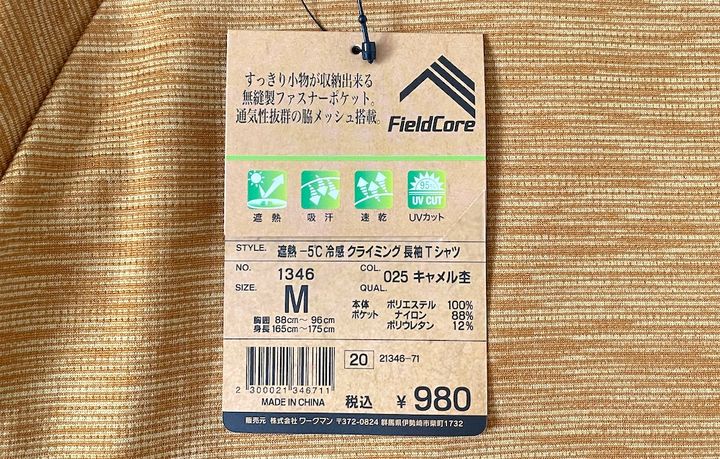 すっきり小物が収納出来る
無縫製ファスナーポケット。
通気性抜群の脇メッシュ搭載。
FieldCore
遮熱 吸汗 速乾 95% UV CUT UVカット
STYLE. 遮熱 -5℃ 冷感 クライミング 長袖 Tシャツ
NO. 1346 COL. 025 キャメル杢
SIZE. M QUAL.
胸囲 88cm～96cm
身長 165cm～175cm
本体 ポリエステル 100%
ポケット ナイロン 88%
ポリウレタン 12%
20 21346-71
2 300021 346711
MADE IN CHINA 税込 ¥980
販売元 株式会社 ワークマン 〒372-0824 群馬県伊勢崎市柴町1732